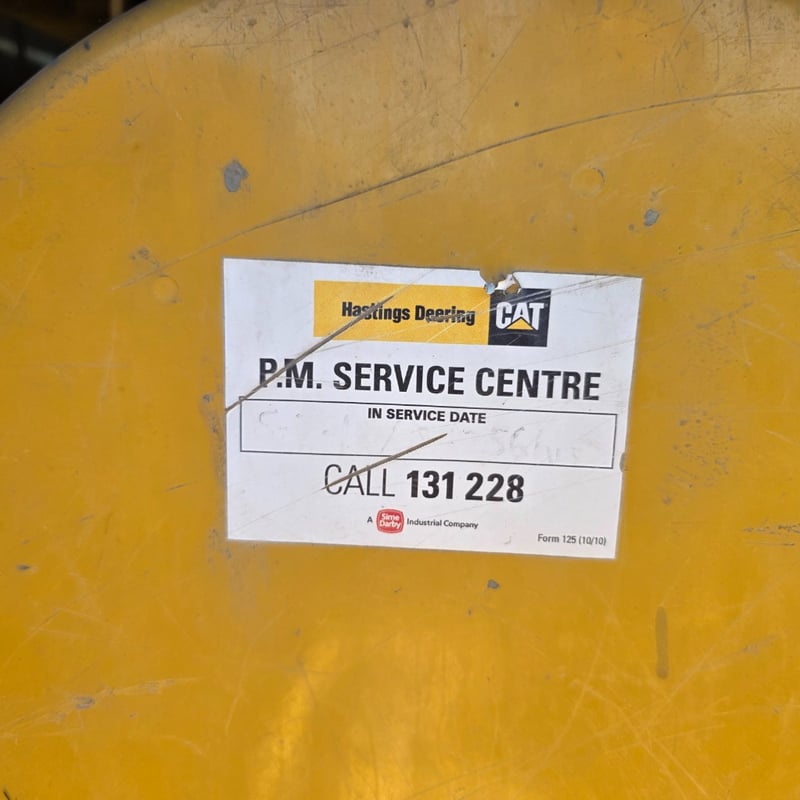 Hastings Deering CAT
P.M. SERVICE CENTRE
IN SERVICE DATE
CALL 131 228
A Sime Darby Industrial Company
Form 125 (10/10)